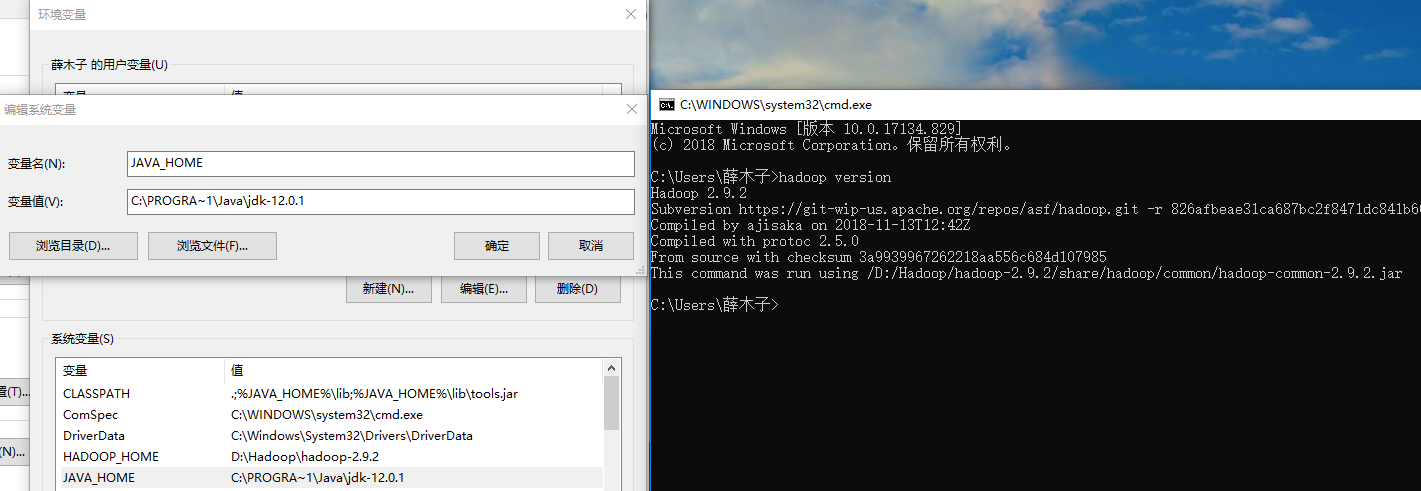 环境变量
薛木子 的用户变量(U)
变量 值
编辑系统变量
变量名(N): JAVA_HOME
变量值(V): C:\PROGRA~1\Java\jdk-12.0.1
浏览目录(D)... 浏览文件(F)... 确定 取消
新建(N)... 编辑(E)... 删除(D)
系统变量(S)
变量 值
CLASSPATH .;%JAVA_HOME%\lib;%JAVA_HOME%\lib\tools.jar
ComSpec C:\WINDOWS\system32\cmd.exe
DriverData C:\Windows\System32\Drivers\DriverData
HADOOP_HOME D:\Hadoop\hadoop-2.9.2
JAVA_HOME C:\PROGRA~1\Java\jdk-12.0.1
(T)...
(N)...
C:\WINDOWS\system32\cmd.exe
Microsoft Windows [版本 10.0.17134.829]
(c) 2018 Microsoft Corporation。保留所有权利。
C:\Users\薛木子>hadoop version
Hadoop 2.9.2
Subversion https://git-wip-us.apache.org/repos/asf/hadoop.git -r 826afbeae31ca687bc2f8471dc841b6
Compiled by ajisaka on 2018-11-13T12:42Z
Compiled with protoc 2.5.0
From source with checksum 3a9939967262218aa556c684d107985
This command was run using /D:/Hadoop/hadoop-2.9.2/share/hadoop/common/hadoop-common-2.9.2.jar
C:\Users\薛木子>